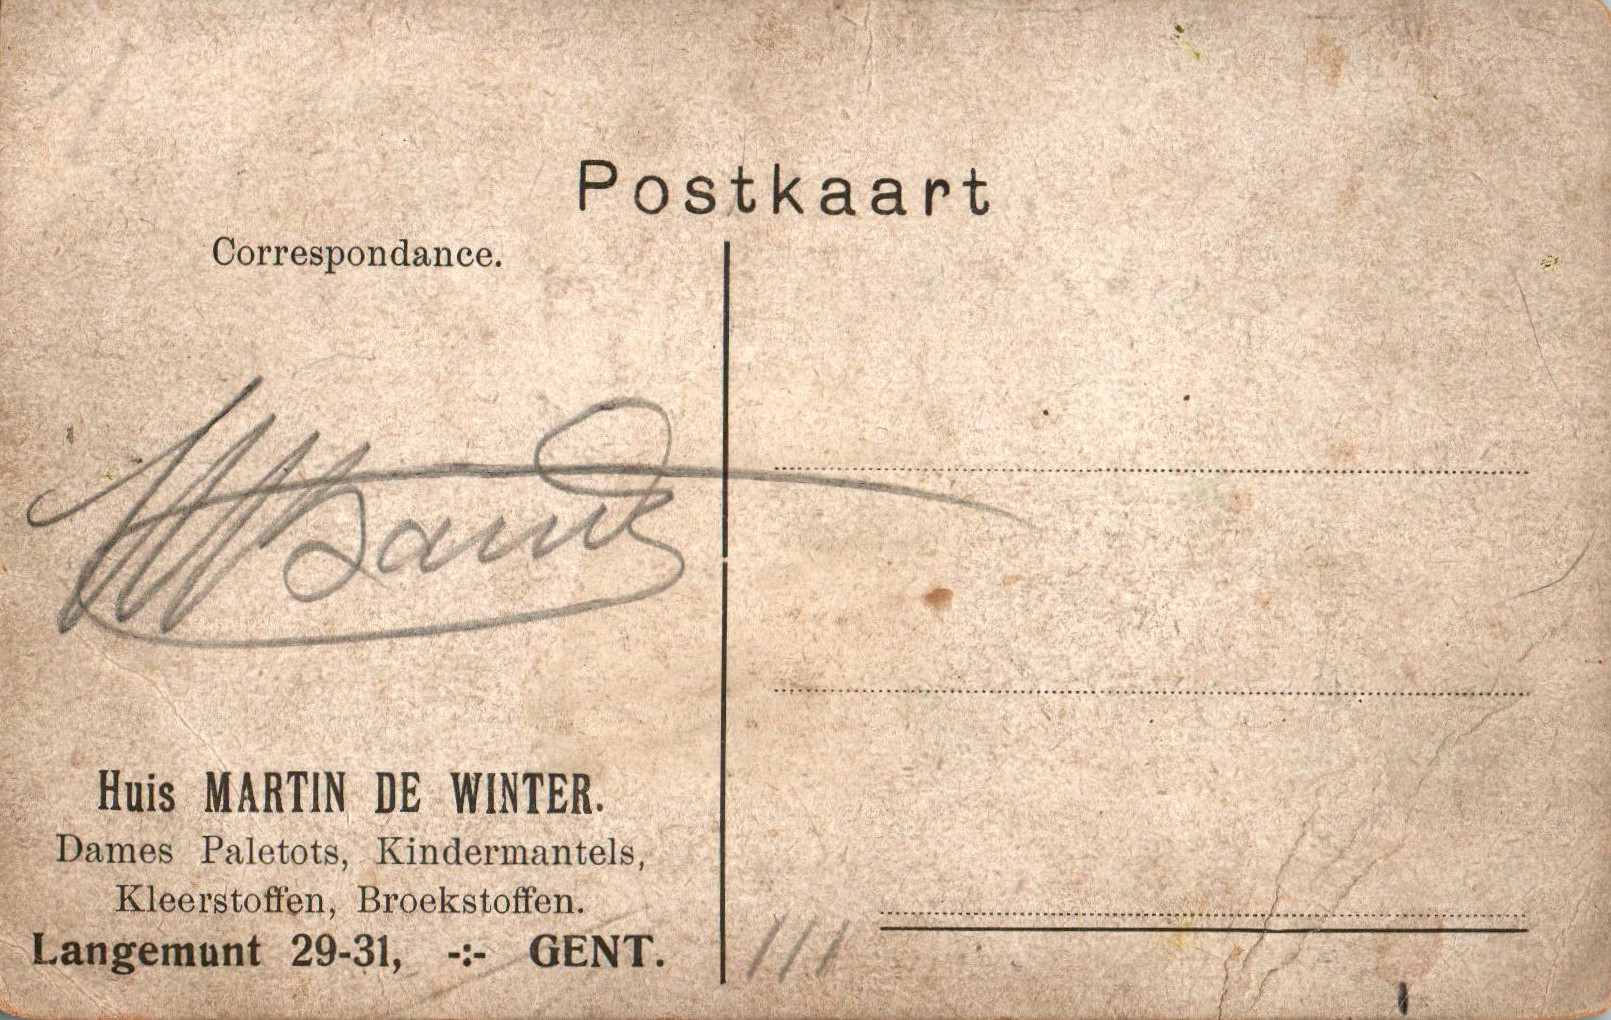 Postkaart
Correspondance.
Huis MARTIN DE WINTER.
Dames Paletots, Kindermantels,
Kleerstoffen, Broekstoffen.
Langemunt 29-31, -:- GENT.